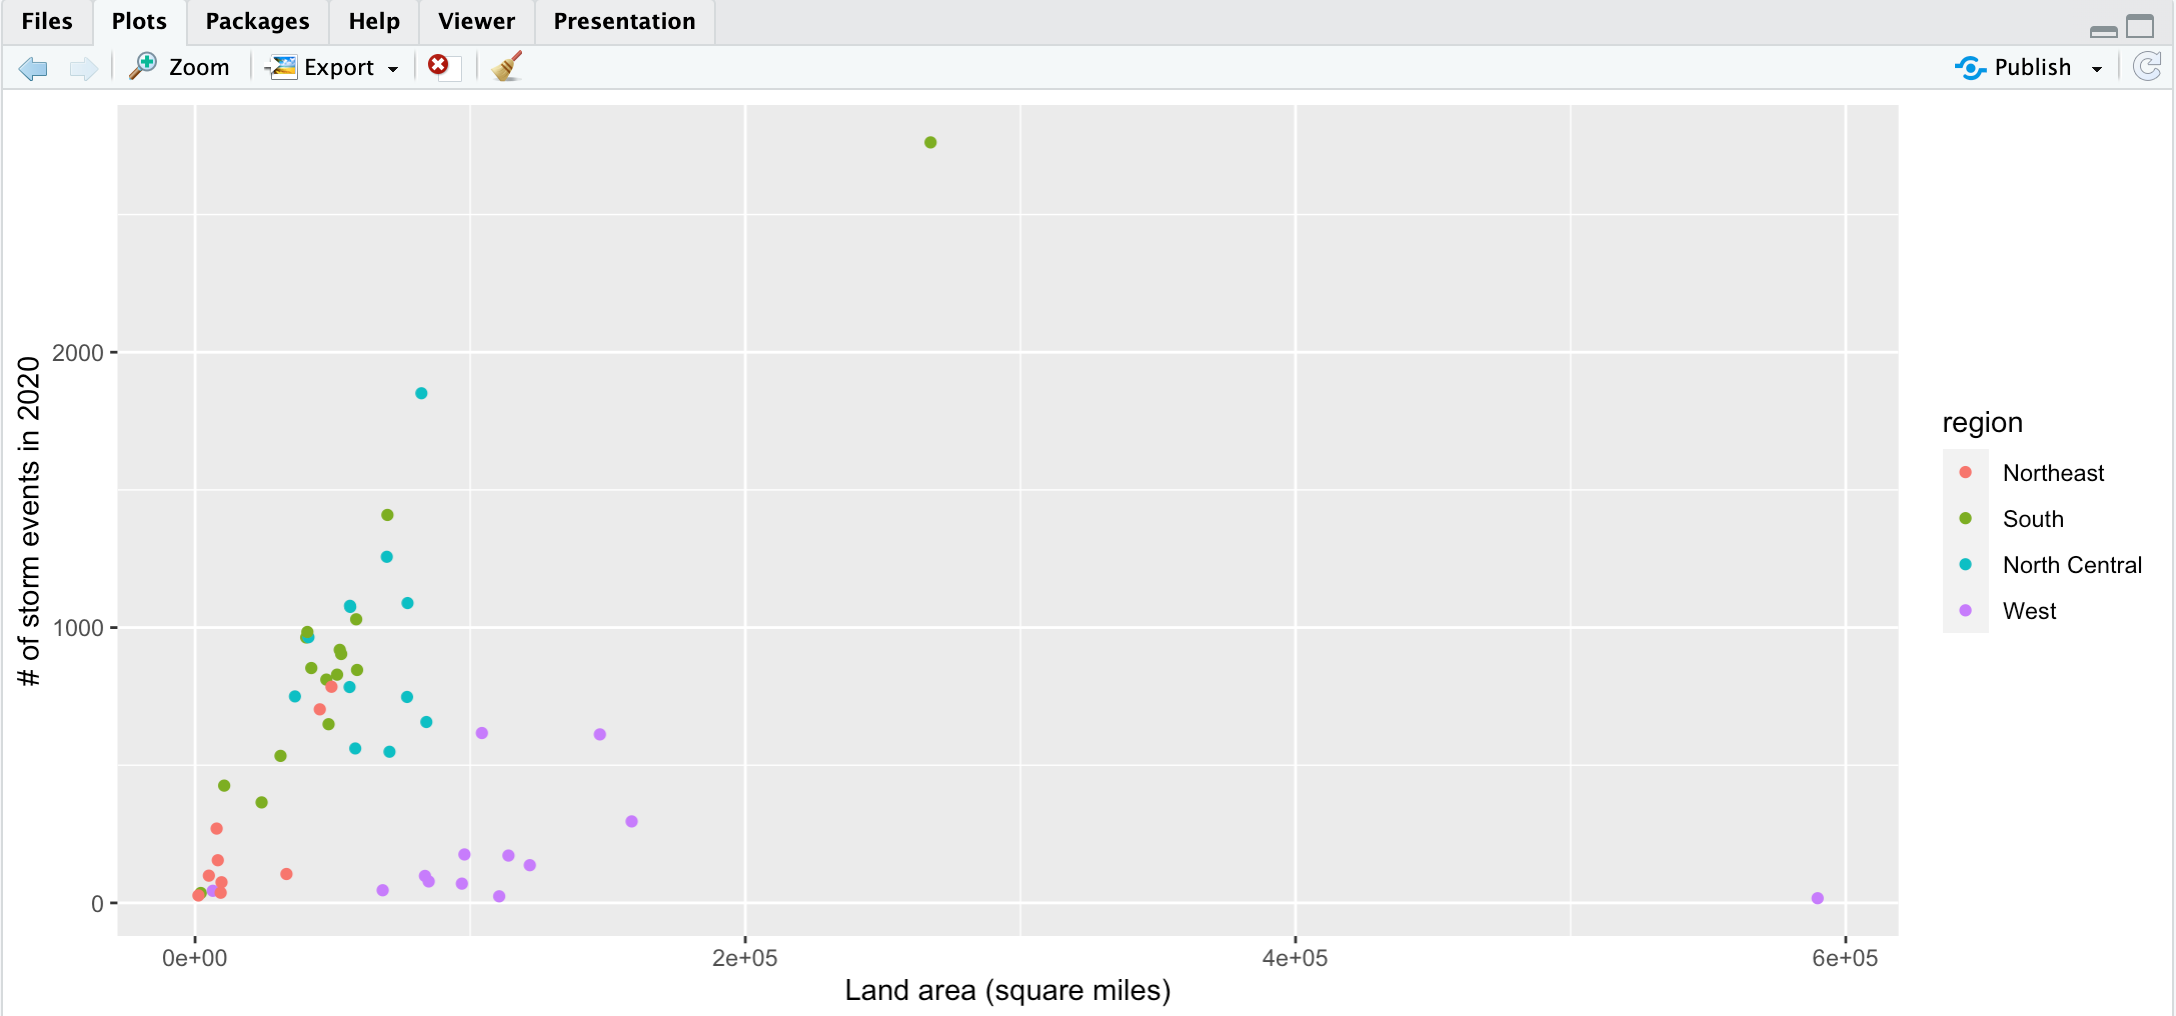 Files Plots Packages Help Viewer Presentation
Zoom Export Publish
# of storm events in 2020
2000
1000
0
0e+00 2e+05 4e+05 6e+05
Land area (square miles)
region
Northeast
South
North Central
West